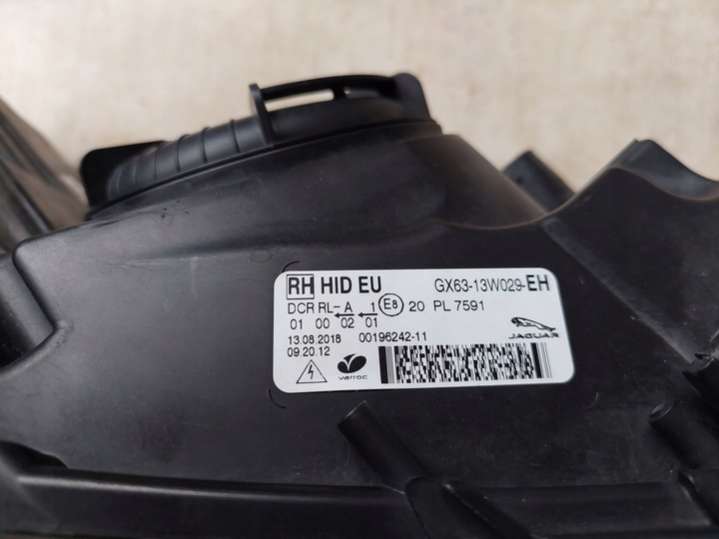 RH HID EU GX63-13W029-EH
DCR RL- A 1 E8 20 PL 7591
01 00 02 01
13.08.2018 00196242-11
09.20.12
varroc
JAGUAR